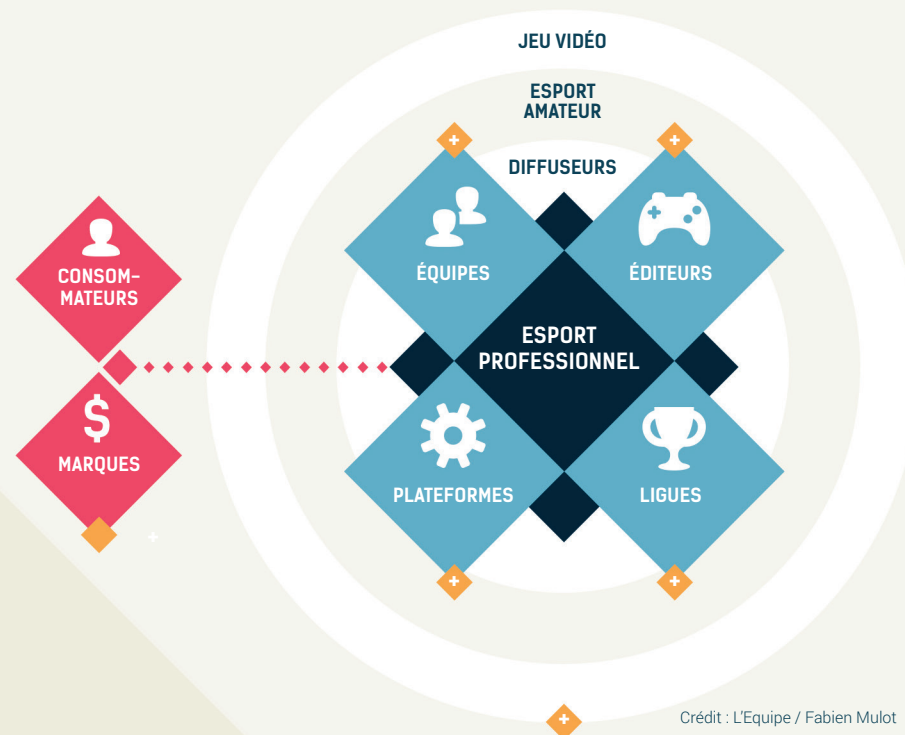 JEU VIDÉO
ESPORT
AMATEUR
DIFFUSEURS
CONSOM-
MATEURS
ÉQUIPES
ÉDITEURS
ESPORT
PROFESSIONNEL
$
MARQUES
PLATEFORMES
LIGUES
Crédit : L'Equipe / Fabien Mulot